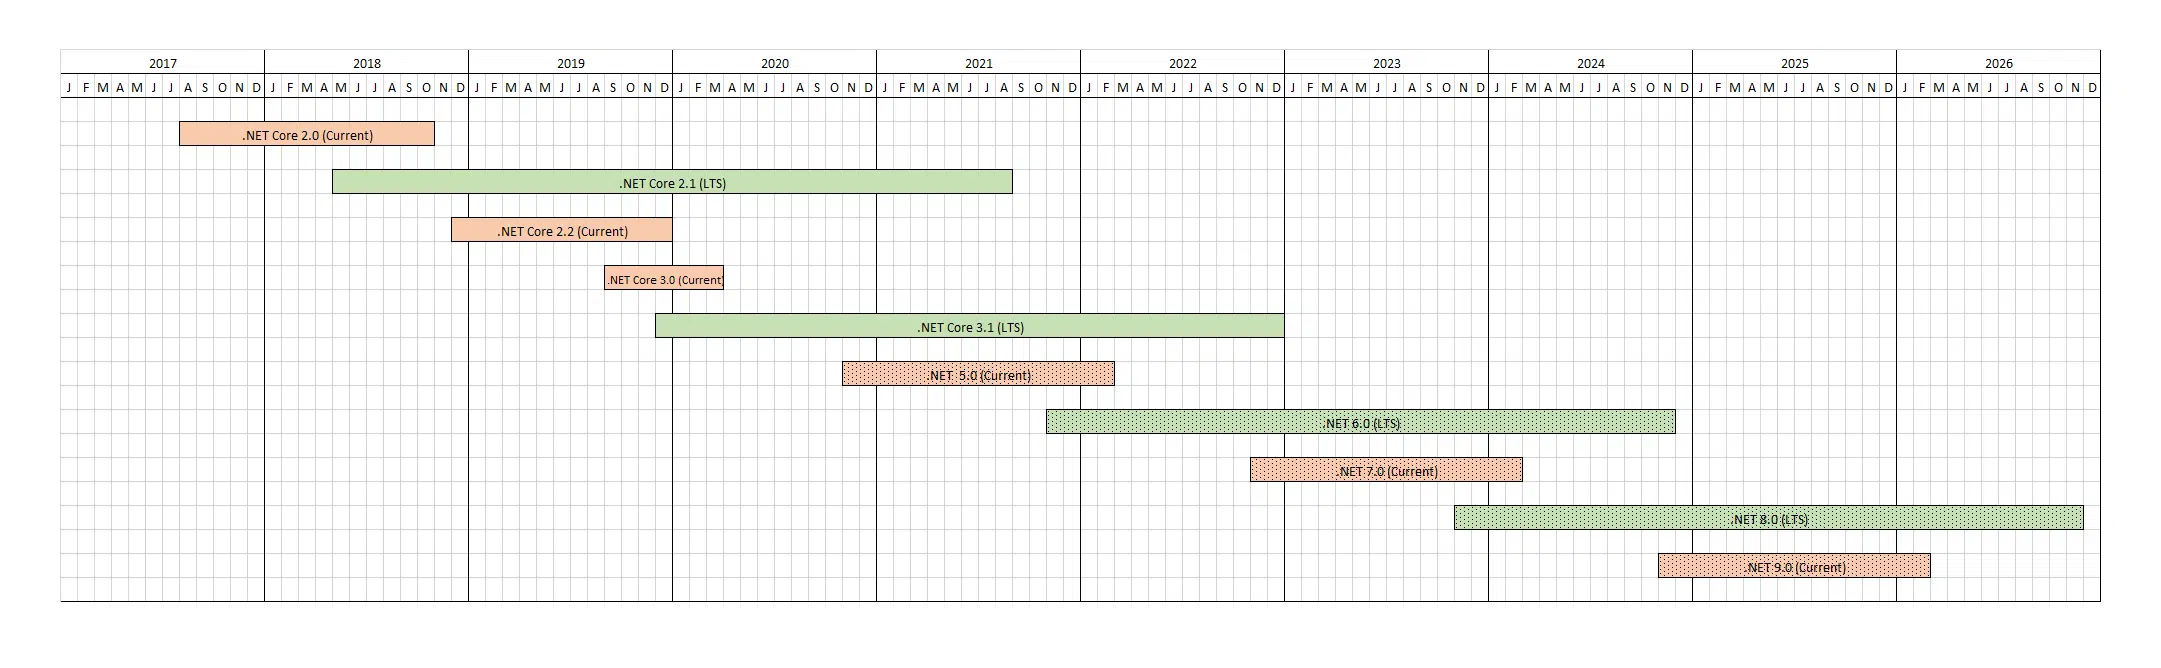 2017 2018 2019 2020 2021 2022 2023 2024 2025 2026
J F M A M J J A S O N D J F M A M J J A S O N D J F M A M J J A S O N D J F M A M J J A S O N D J F M A M J J A S O N D J F M A M J J A S O N D J F M A M J J A S O N D J F M A M J J A S O N D J F M A M J J A S O N D J F M A M J J A S O N D
.NET Core 2.0 (Current)
.NET Core 2.1 (LTS)
.NET Core 2.2 (Current)
.NET Core 3.0 (Current)
.NET Core 3.1 (LTS)
.NET 5.0 (Current)
.NET 6.0 (LTS)
.NET 7.0 (Current)
.NET 8.0 (LTS)
.NET 9.0 (Current)